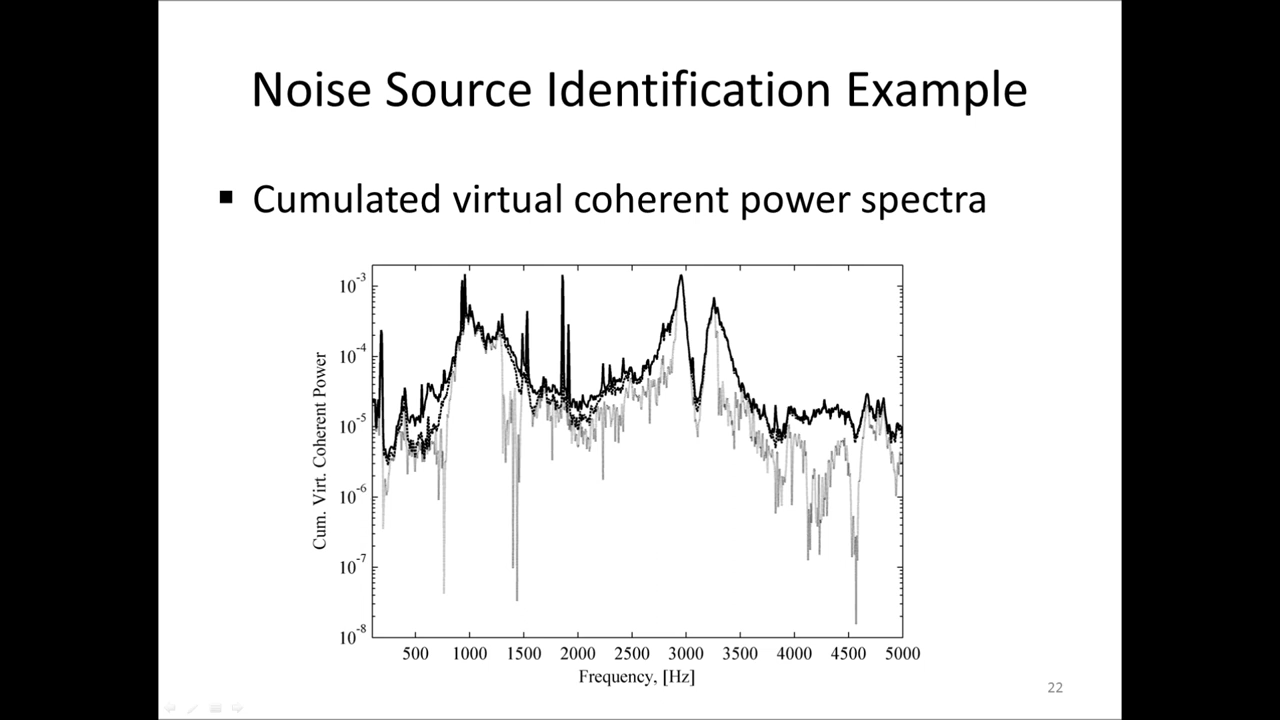 Noise Source Identification Example
▪ Cumulated virtual coherent power spectra
Cum. Virt. Coherent Power
10^-3
10^-4
10^-5
10^-6
10^-7
10^-8
500 1000 1500 2000 2500 3000 3500 4000 4500 5000
Frequency, [Hz]
22